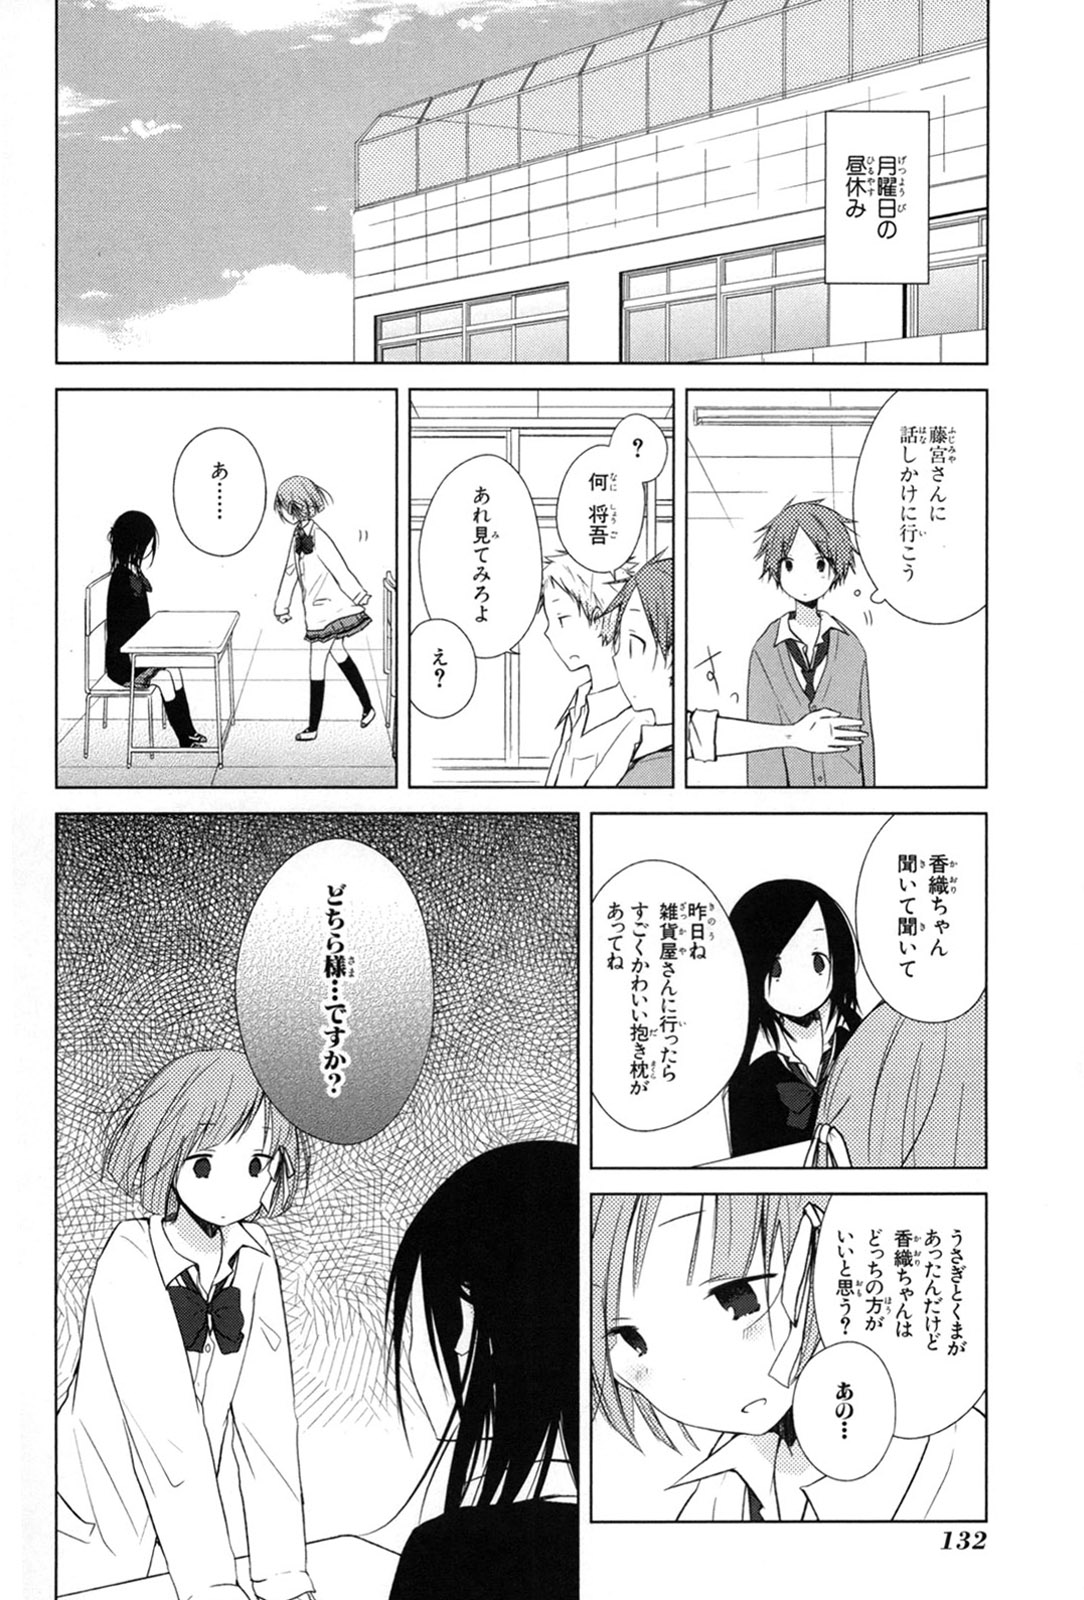 月曜日の
昼休み
藤宮さんに
話しかけに行こう
すっ
?
何 将吾
あれ見てみろよ
え?
あ……
香織ちゃん
聞いて聞いて
昨日ね
雑貨屋さんに行ったら
すごくかわいい抱き枕が
あってね
うさぎとくまが
あったんだけど
香織ちゃんは
どっちの方が
いいと思う?
あの…
どちら様…ですか?
132